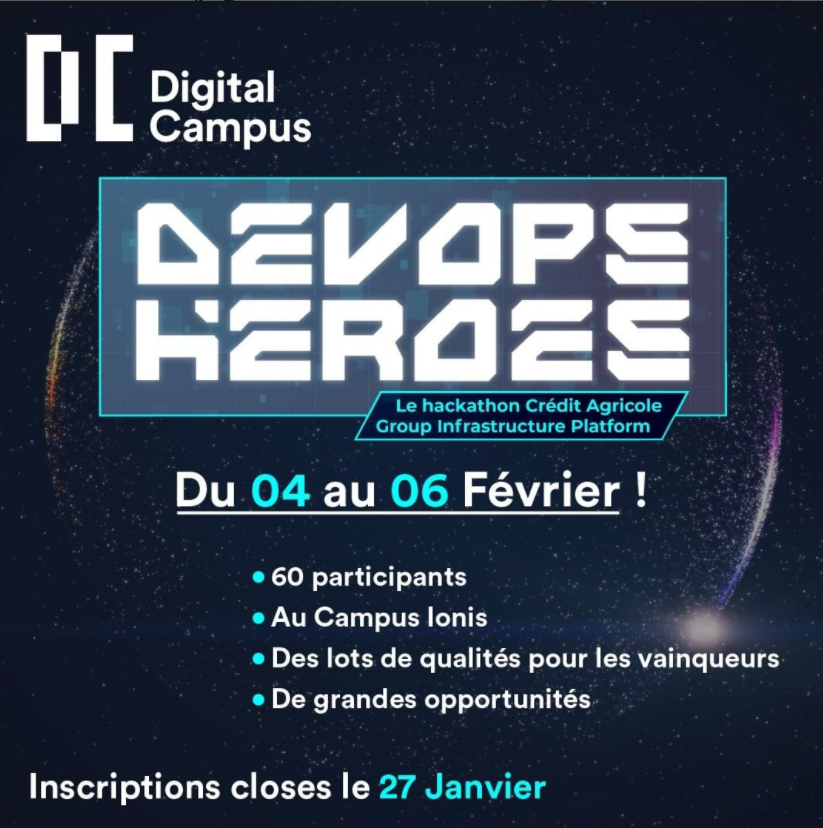 Digital
Campus
DEVOPS
HEROES
Le hackathon Crédit Agricole
Group Infrastructure Platform
Du 04 au 06 Février !
• 60 participants
• Au Campus Ionis
• Des lots de qualités pour les vainqueurs
• De grandes opportunités
Inscriptions closes le 27 Janvier